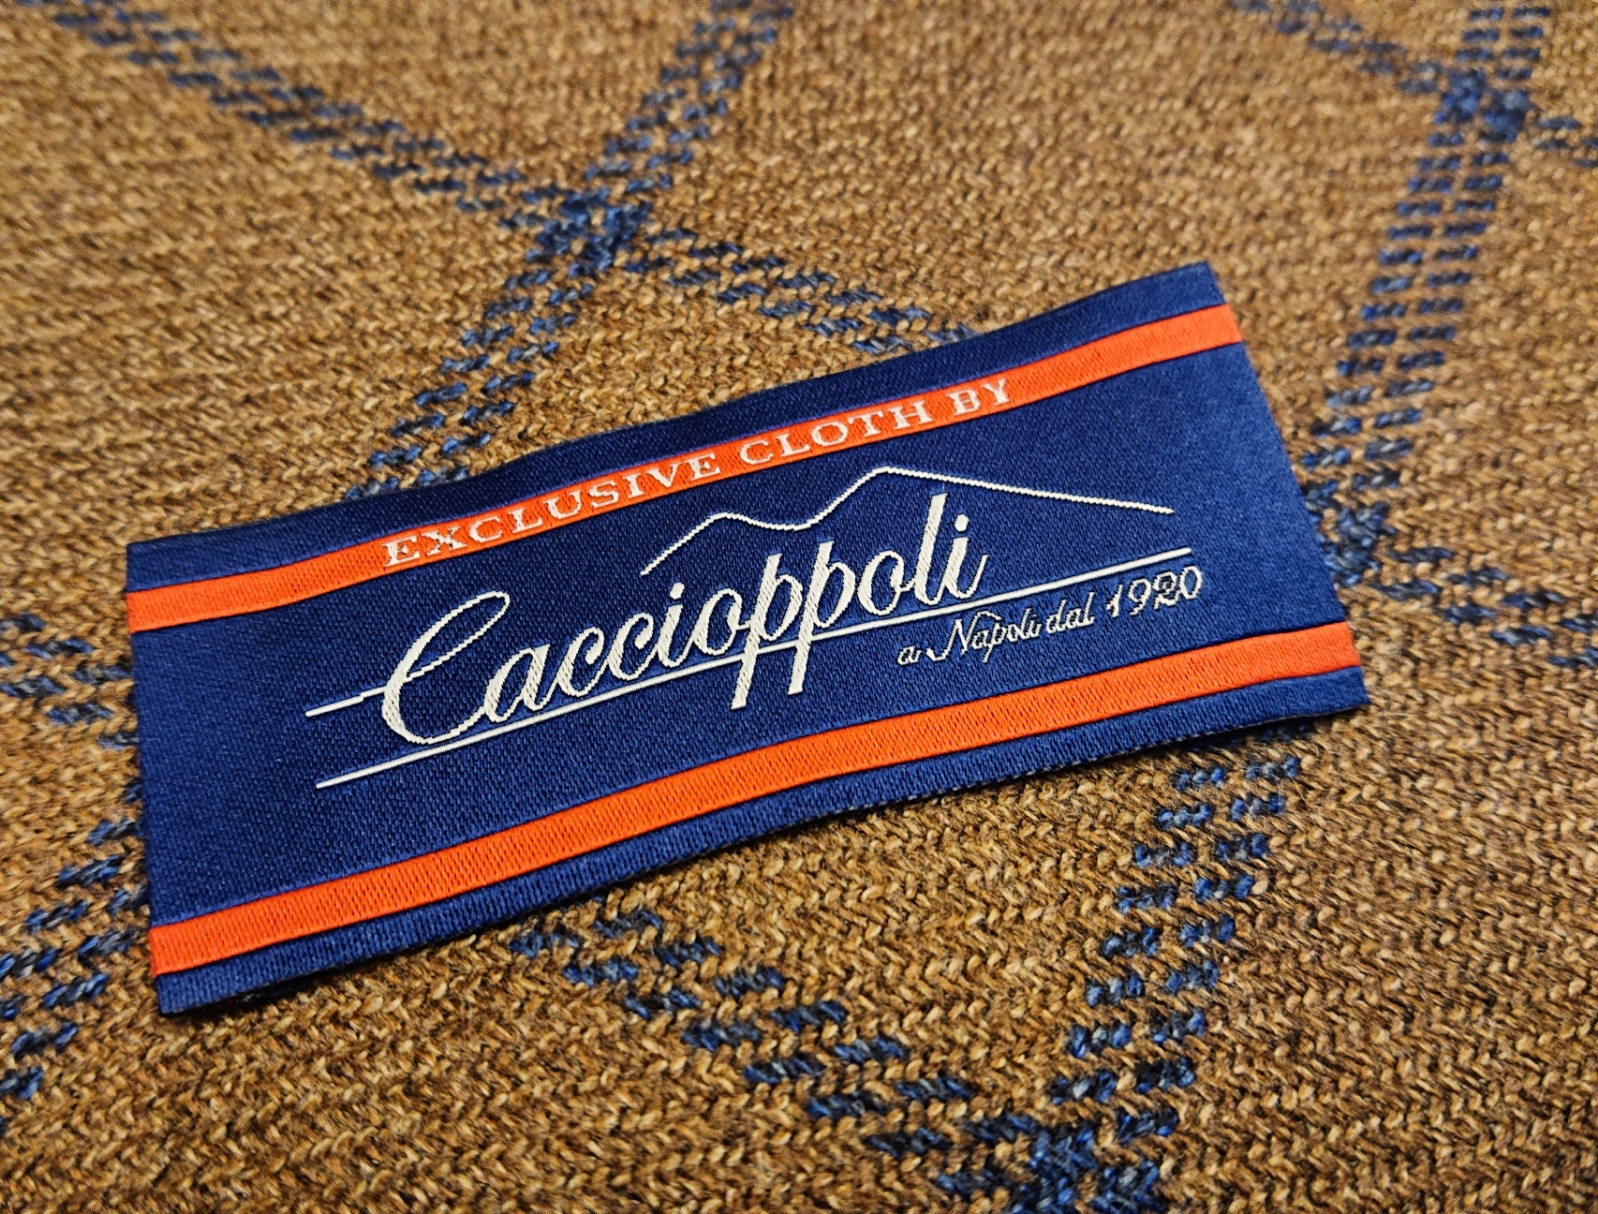 EXCLUSIVE CLOTH BY
Caccioppoli
a Napoli dal 1920